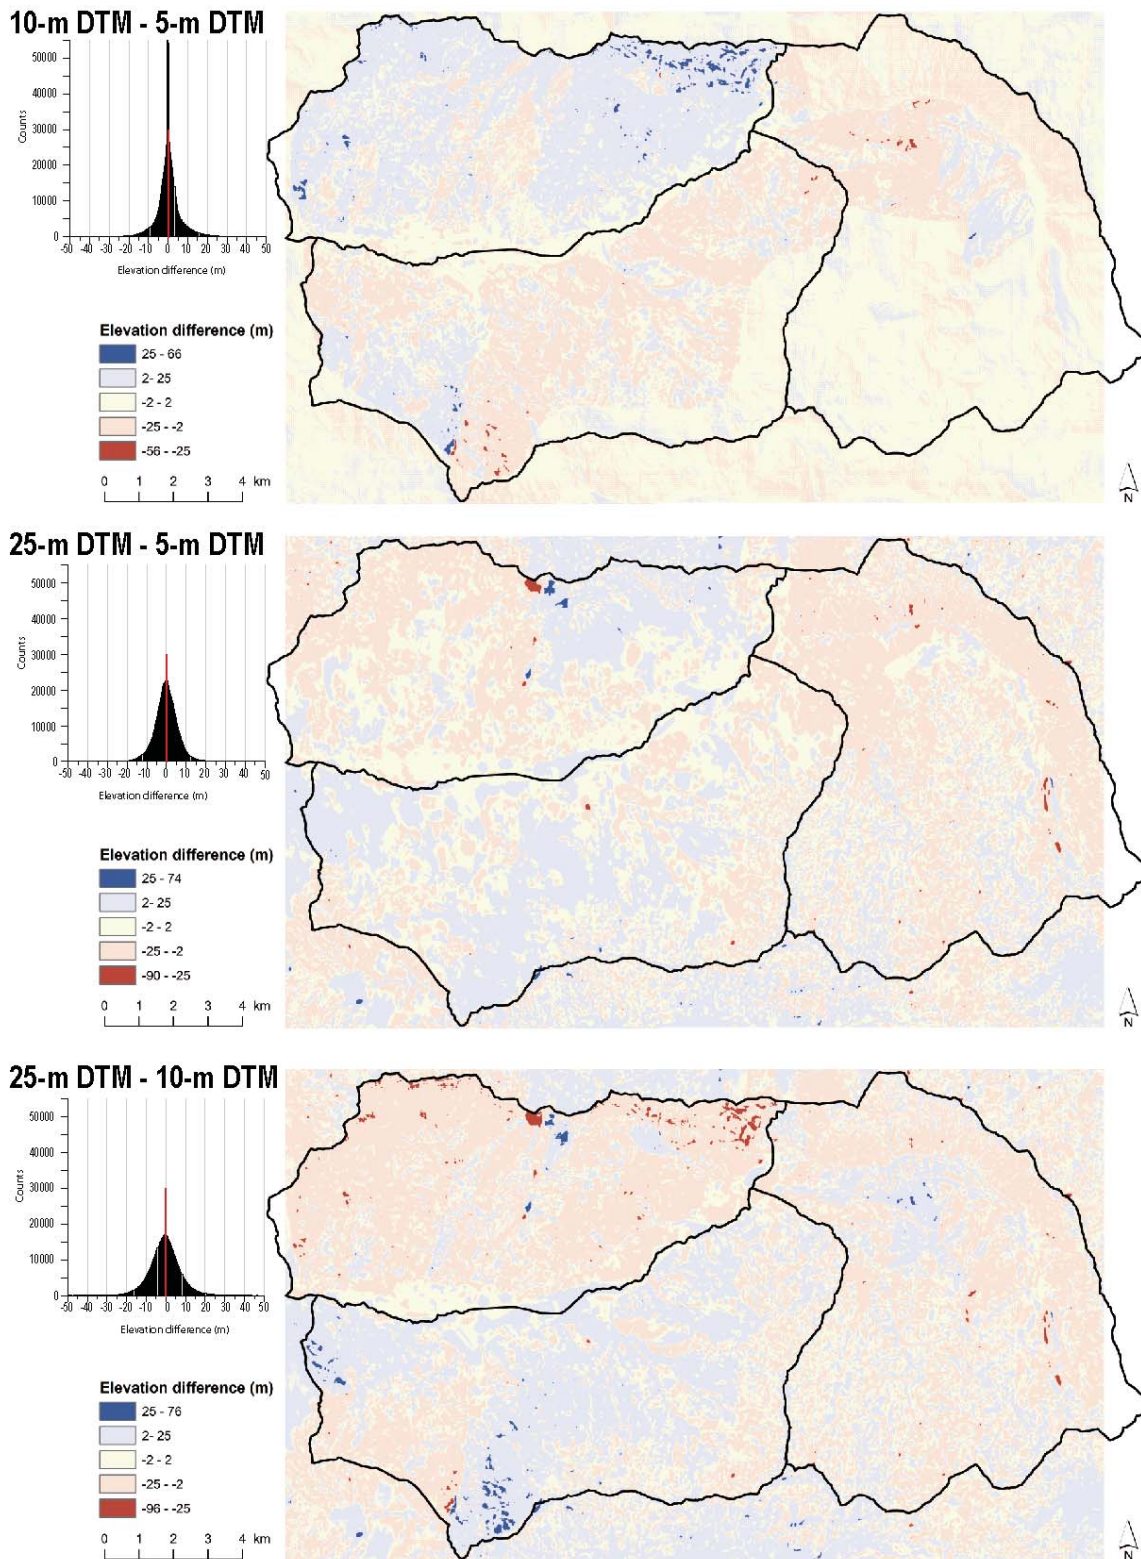 10-m DTM - 5-m DTM
50000
40000
30000
20000
10000
0
Counts
-50 -40 -30 -20 -10 0 10 20 30 40 50
Elevation difference (m)
Elevation difference (m)
25 - 66
2- 25
-2 - 2
-25 - -2
-56 - -25
0 1 2 3 4 km
N
25-m DTM - 5-m DTM
50000
40000
30000
20000
10000
0
Counts
-50 -40 -30 -20 -10 0 10 20 30 40 50
Elevation difference (m)
Elevation difference (m)
25 - 74
2- 25
-2 - 2
-25 - -2
-90 - -25
0 1 2 3 4 km
N
25-m DTM - 10-m DTM
50000
40000
30000
20000
10000
0
Counts
-50 -40 -30 -20 -10 0 10 20 30 40 50
Elevation difference (m)
Elevation difference (m)
25 - 76
2- 25
-2 - 2
-25 - -2
-96 - -25
0 1 2 3 4 km
N